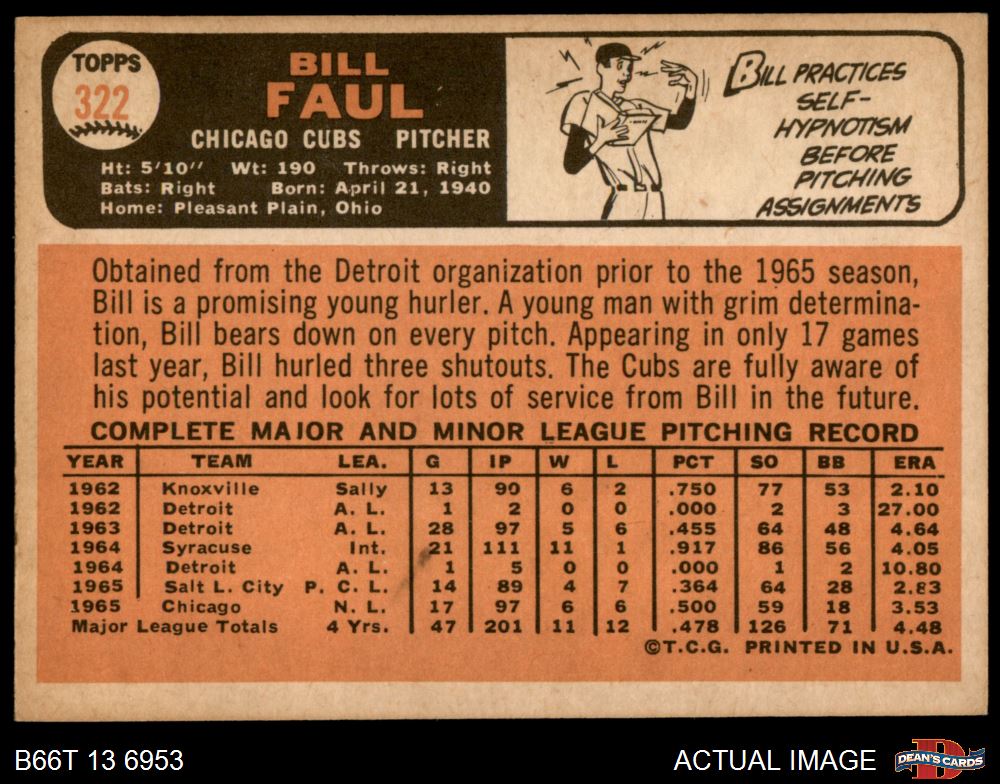 TOPPS
322
BILL
FAUL
CHICAGO CUBS PITCHER
Ht: 5'10" Wt: 190 Throws: Right
Bats: Right Born: April 21, 1940
Home: Pleasant Plain, Ohio
BILL PRACTICES
SELF-
HYPNOTISM
BEFORE
PITCHING
ASSIGNMENTS
Obtained from the Detroit organization prior to the 1965 season,
Bill is a promising young hurler. A young man with grim determina-
tion, Bill bears down on every pitch. Appearing in only 17 games
last year, Bill hurled three shutouts. The Cubs are fully aware of
his potential and look for lots of service from Bill in the future.
COMPLETE MAJOR AND MINOR LEAGUE PITCHING RECORD
YEAR TEAM LEA. G IP W L PCT SO BB ERA
1962 Knoxville Sally 13 90 6 2 .750 77 53 2.10
1962 Detroit A. L. 1 2 0 0 .000 2 3 27.00
1963 Detroit A. L. 28 97 5 6 .455 64 48 4.64
1964 Syracuse Int. 21 111 11 1 .917 86 56 4.05
1964 Detroit A. L. 1 5 0 0 .000 1 2 10.80
1965 Salt L. City P. C. L. 14 89 4 7 .364 64 28 2.83
1965 Chicago N. L. 17 97 6 6 .500 59 18 3.53
Major League Totals 4 Yrs. 47 201 11 12 .478 126 71 4.48
©T.C.G. PRINTED IN U.S.A.
B66T 13 6953
ACTUAL IMAGE
DEAN'S CARDS